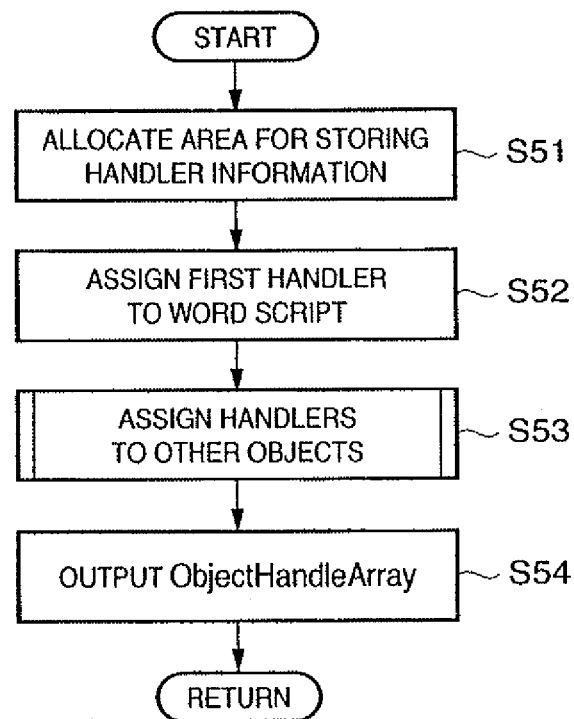 START
ALLOCATE AREA FOR STORING
HANDLER INFORMATION
S51
ASSIGN FIRST HANDLER
TO WORD SCRIPT
S52
ASSIGN HANDLERS
TO OTHER OBJECTS
S53
OUTPUT ObjectHandleArray
S54
RETURN